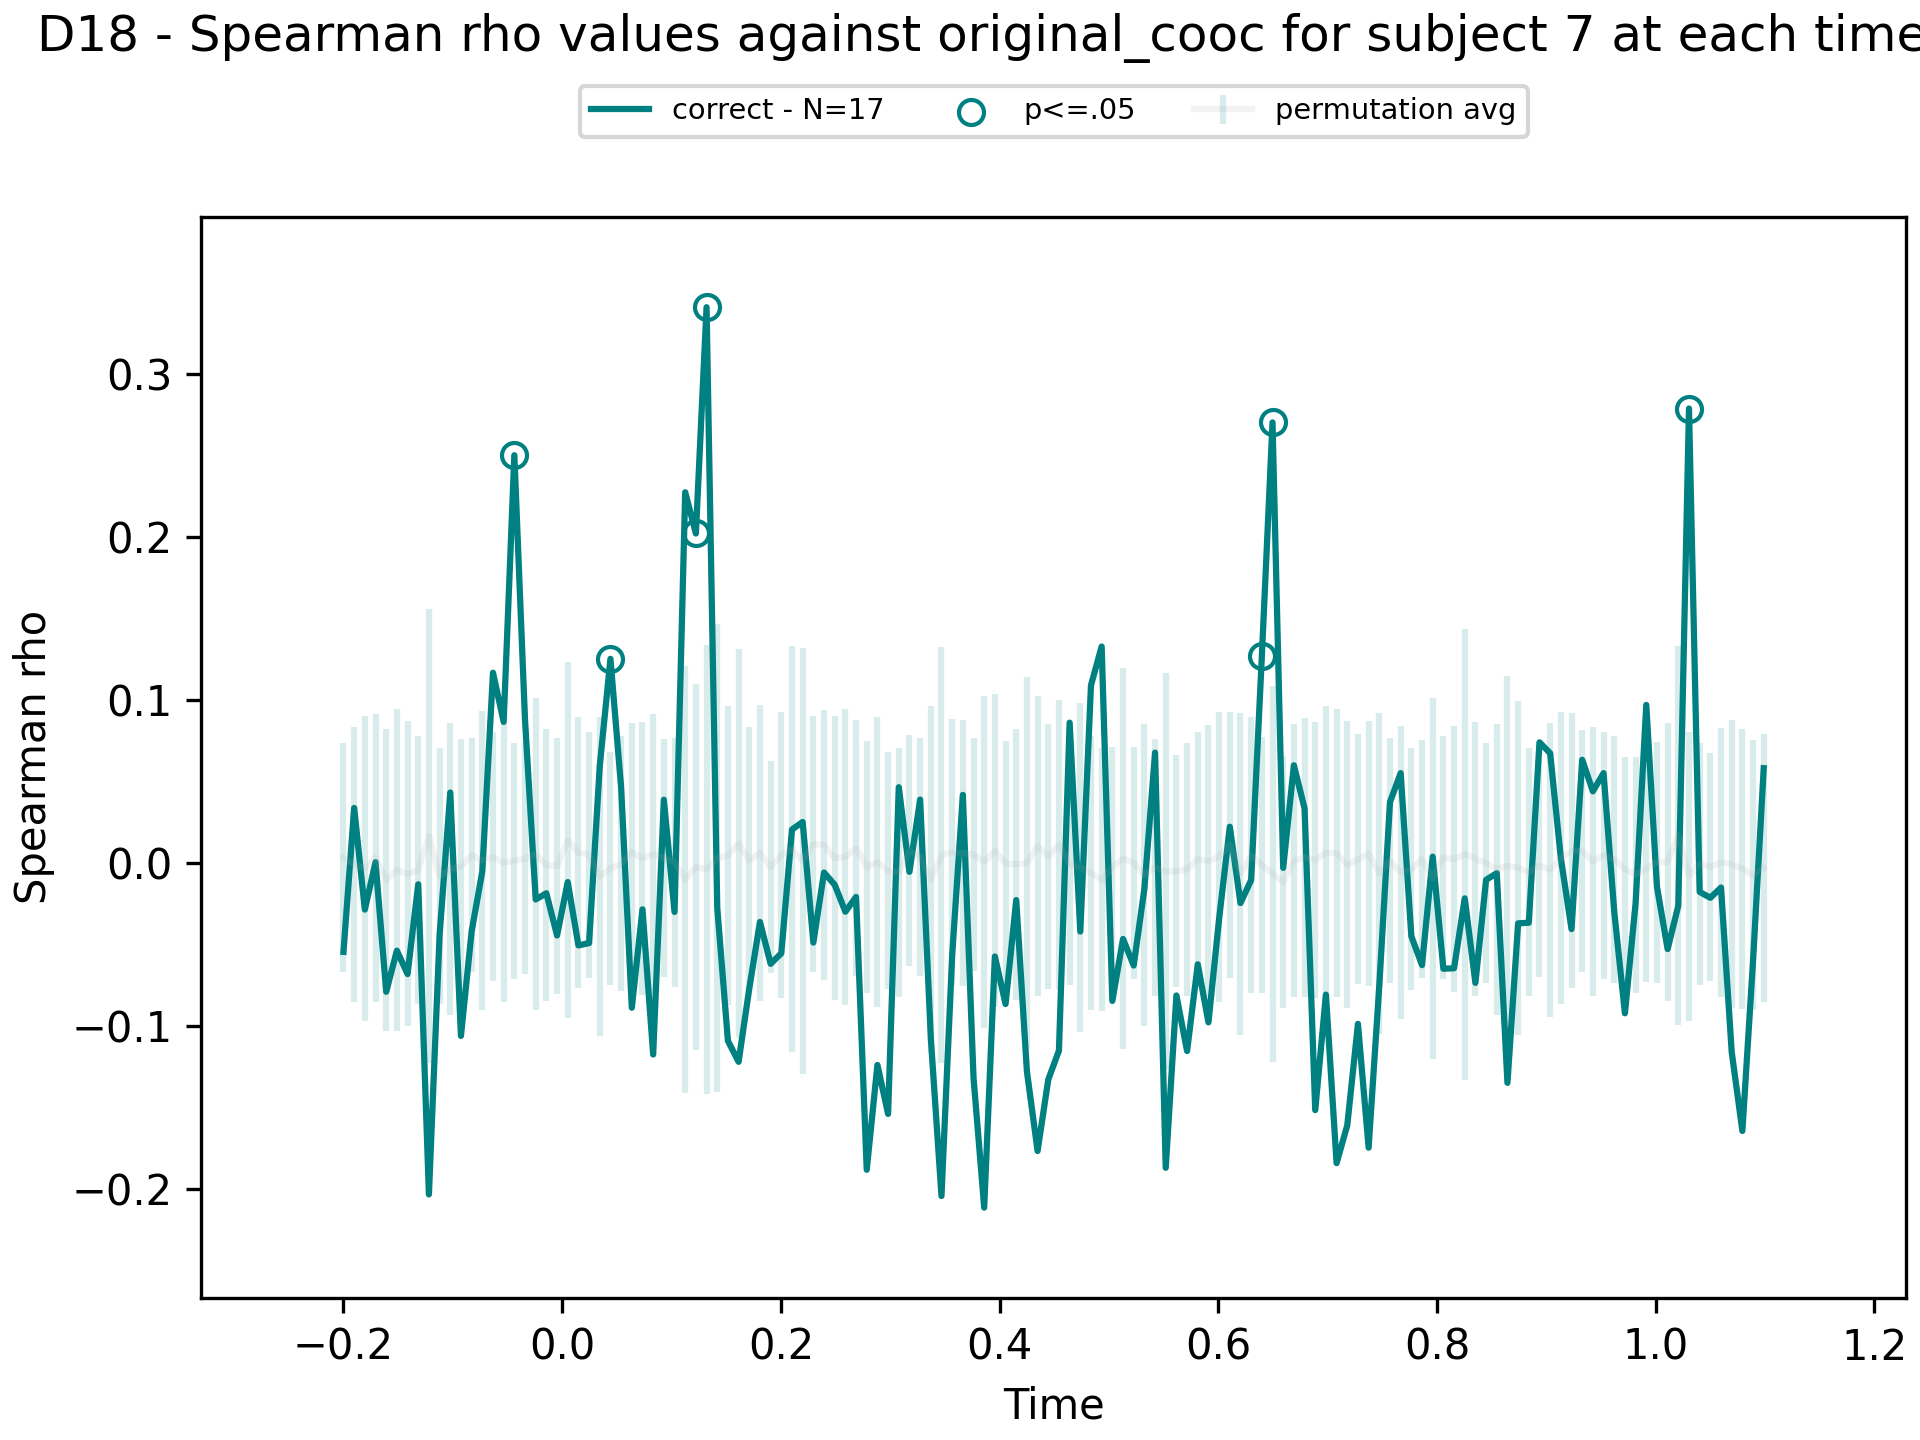 D18 - Spearman rho values against original_cooc for subject 7 at each time
correct - N=17 p<=.05 permutation avg
Spearman rho
0.3
0.2
0.1
0.0
−0.1
−0.2
−0.2 0.0 0.2 0.4 0.6 0.8 1.0 1.2
Time